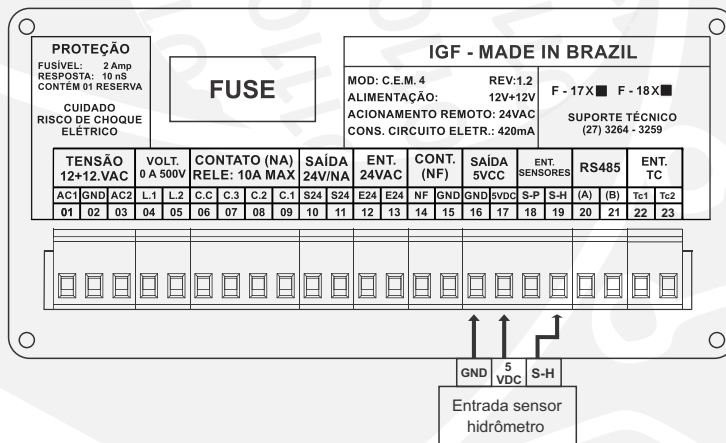 PROTEÇÃO
FUSÍVEL: 2 Amp
RESPOSTA: 10 nS
CONTÉM 01 RESERVA
CUIDADO
RISCO DE CHOQUE
ELÉTRICO
FUSE
IGF - MADE IN BRAZIL
MOD: C.E.M. 4 REV:1.2
ALIMENTAÇÃO: 12V+12V
ACIONAMENTO REMOTO: 24VAC
CONS. CIRCUITO ELETR.: 420mA
F - 17X F - 18X
SUPORTE TÉCNICO
(27) 3264 - 3259
TENSÃO
12+12.VAC
VOLT.
0 A 500V
CONTATO (NA)
RELE: 10A MAX
SAÍDA
24V/NA
ENT.
24VAC
CONT.
(NF)
SAÍDA
5VCC
ENT.
SENSORES
RS485
ENT.
TC
AC1 GND AC2 L.1 L.2 C.C C.3 C.2 C.1 S24 S24 E24 E24 NF GND GND 5VDC S-P S-H (A) (B) Tc1 Tc2
01 02 03 04 05 06 07 08 09 10 11 12 13 14 15 16 17 18 19 20 21 22 23
GND 5 VDC S-H
Entrada sensor
hidrômetro